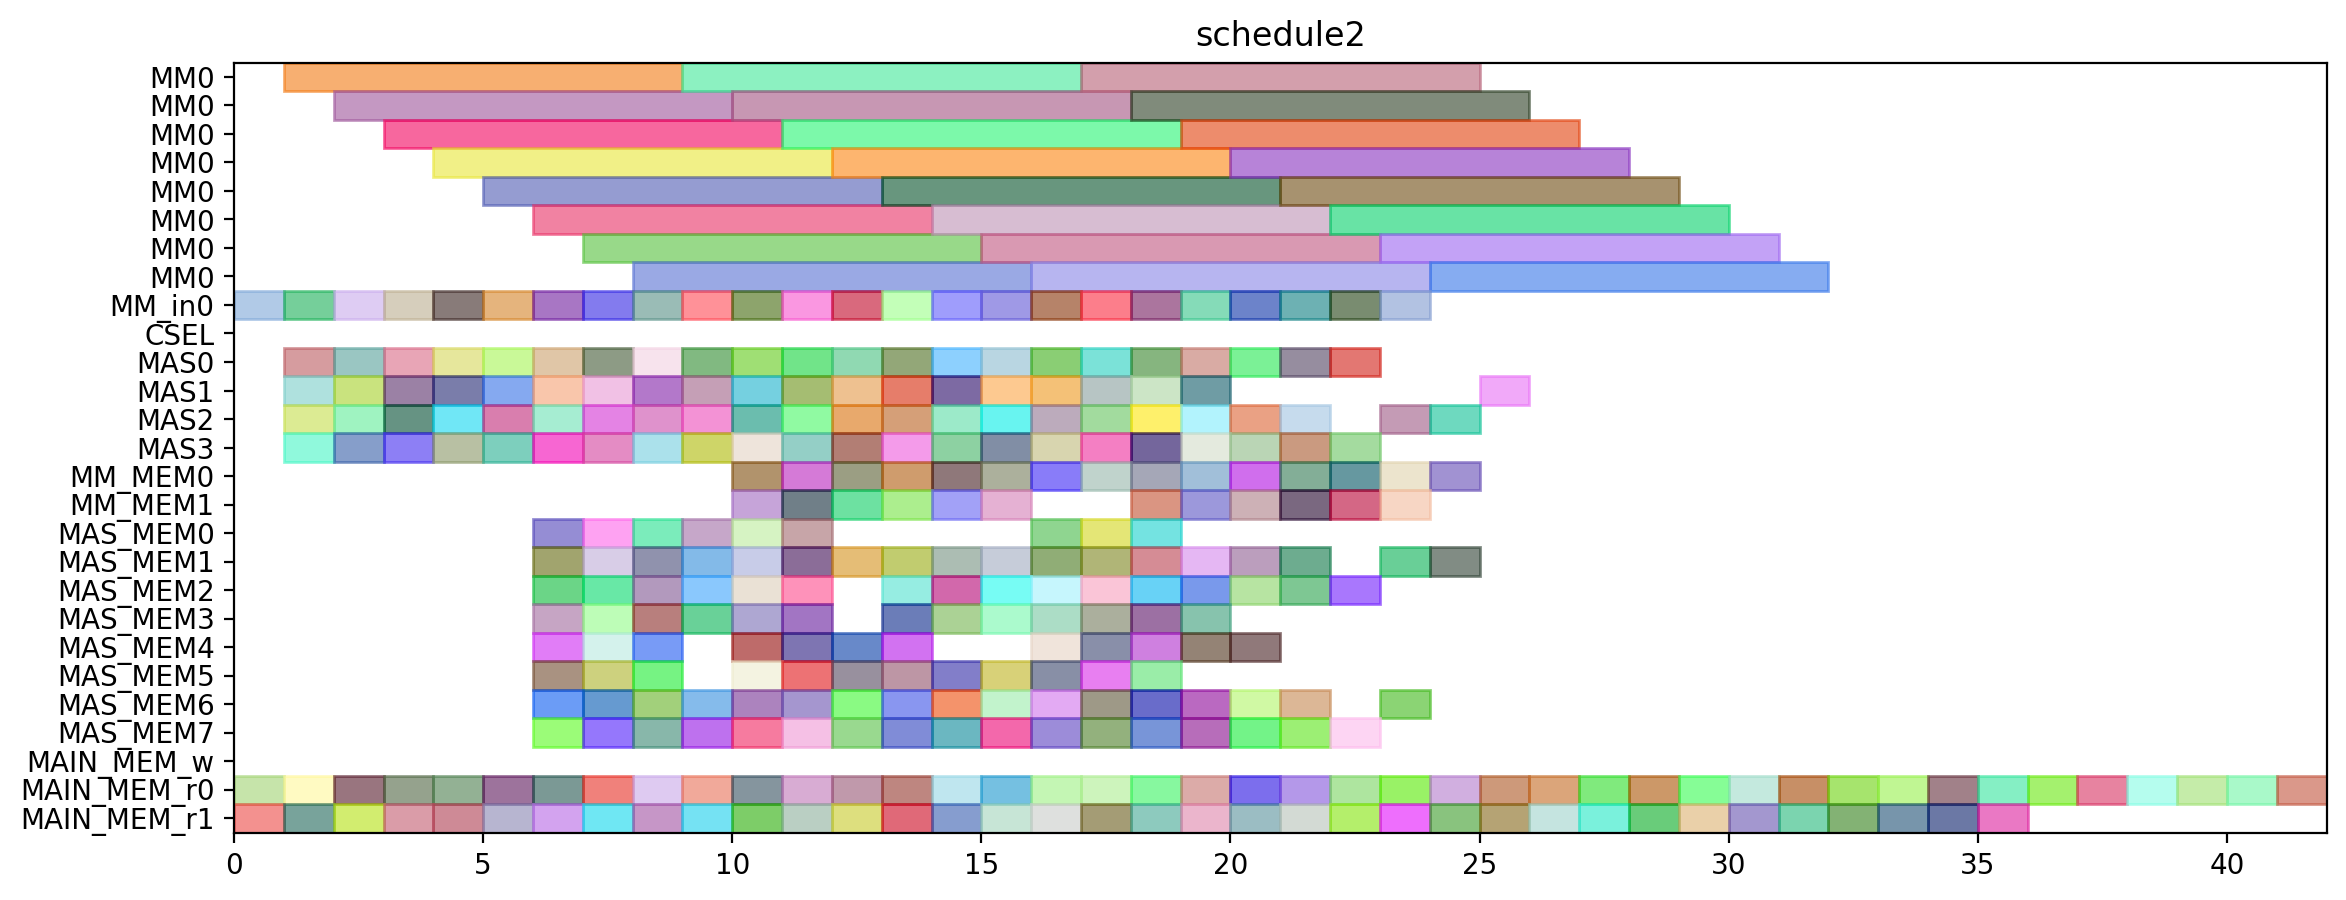 schedule2
MM0
MM0
MM0
MM0
MM0
MM0
MM0
MM0
MM_in0
CSEL
MAS0
MAS1
MAS2
MAS3
MM_MEM0
MM_MEM1
MAS_MEM0
MAS_MEM1
MAS_MEM2
MAS_MEM3
MAS_MEM4
MAS_MEM5
MAS_MEM6
MAS_MEM7
MAIN_MEM_w
MAIN_MEM_r0
MAIN_MEM_r1
0 5 10 15 20 25 30 35 40